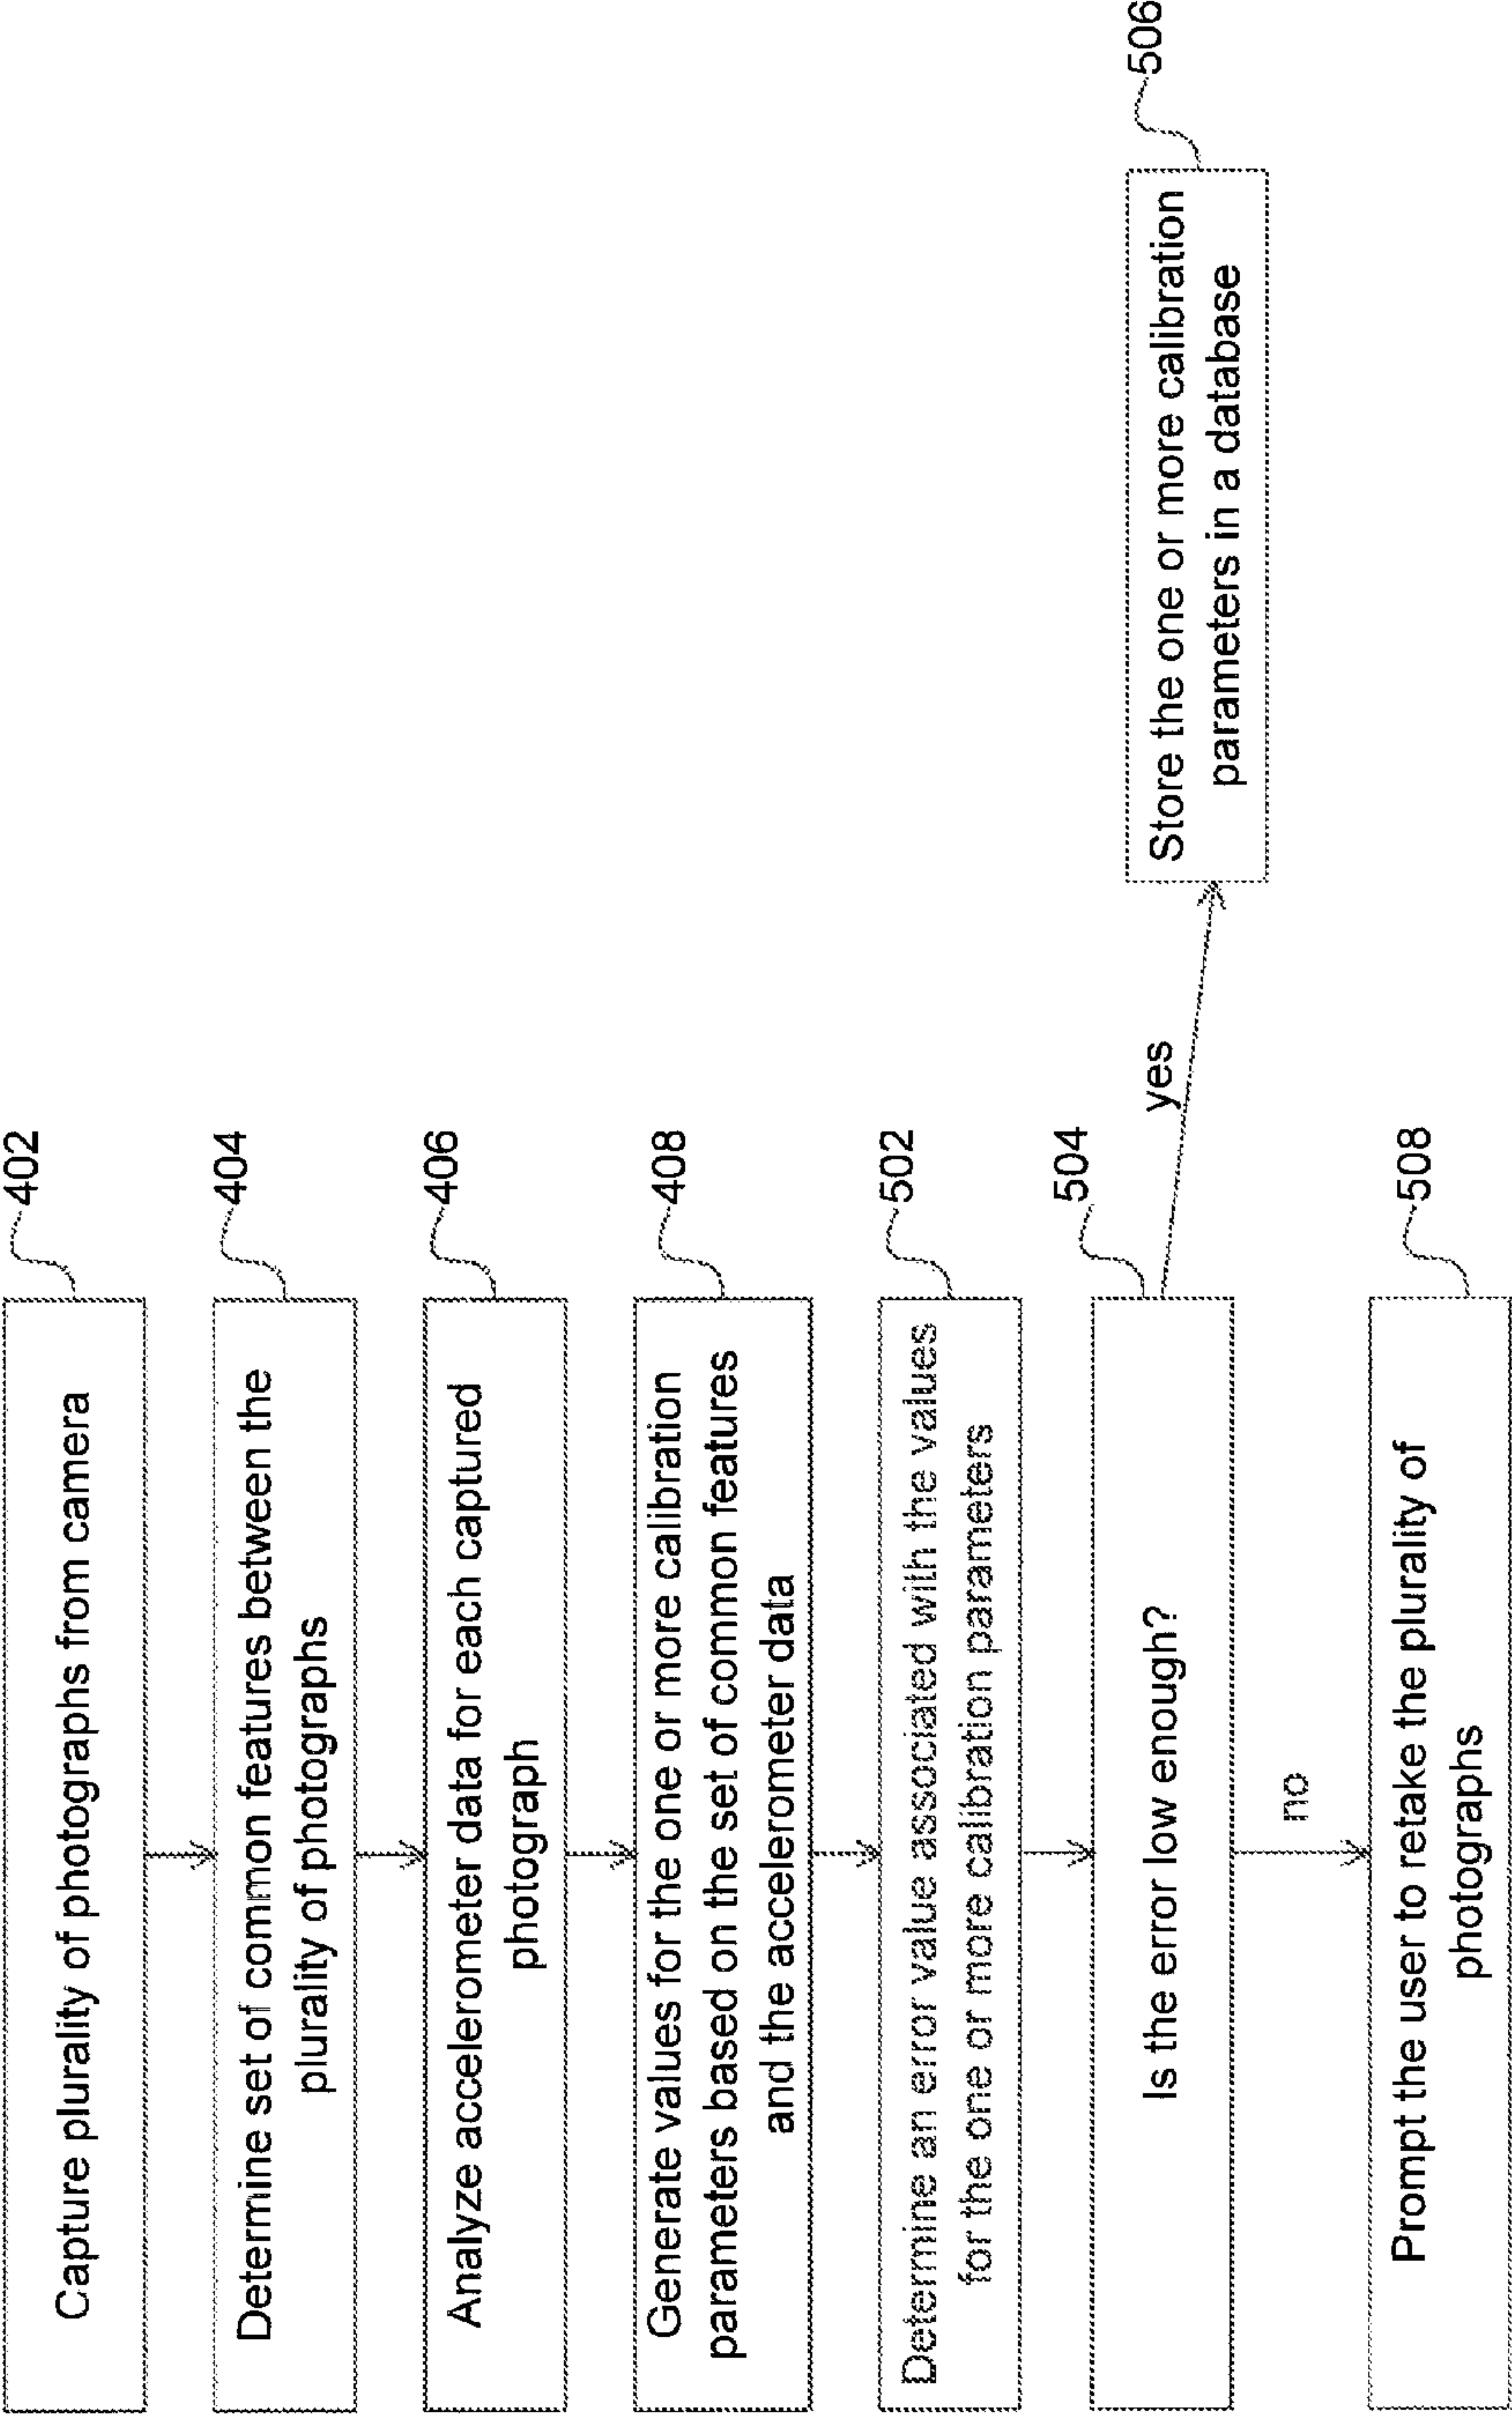 Capture plurality of photographs from camera
402
Determine set of common features between the
plurality of photographs
404
Analyze accelerometer data for each captured
photograph
406
Generate values for the one or more calibration
parameters based on the set of common features
and the accelerometer data
408
Determine an error value associated with the values
for the one or more calibration parameters
502
Is the error low enough?
504
yes
Store the one or more calibration
parameters in a database
506
no
Prompt the user to retake the plurality of
photographs
508